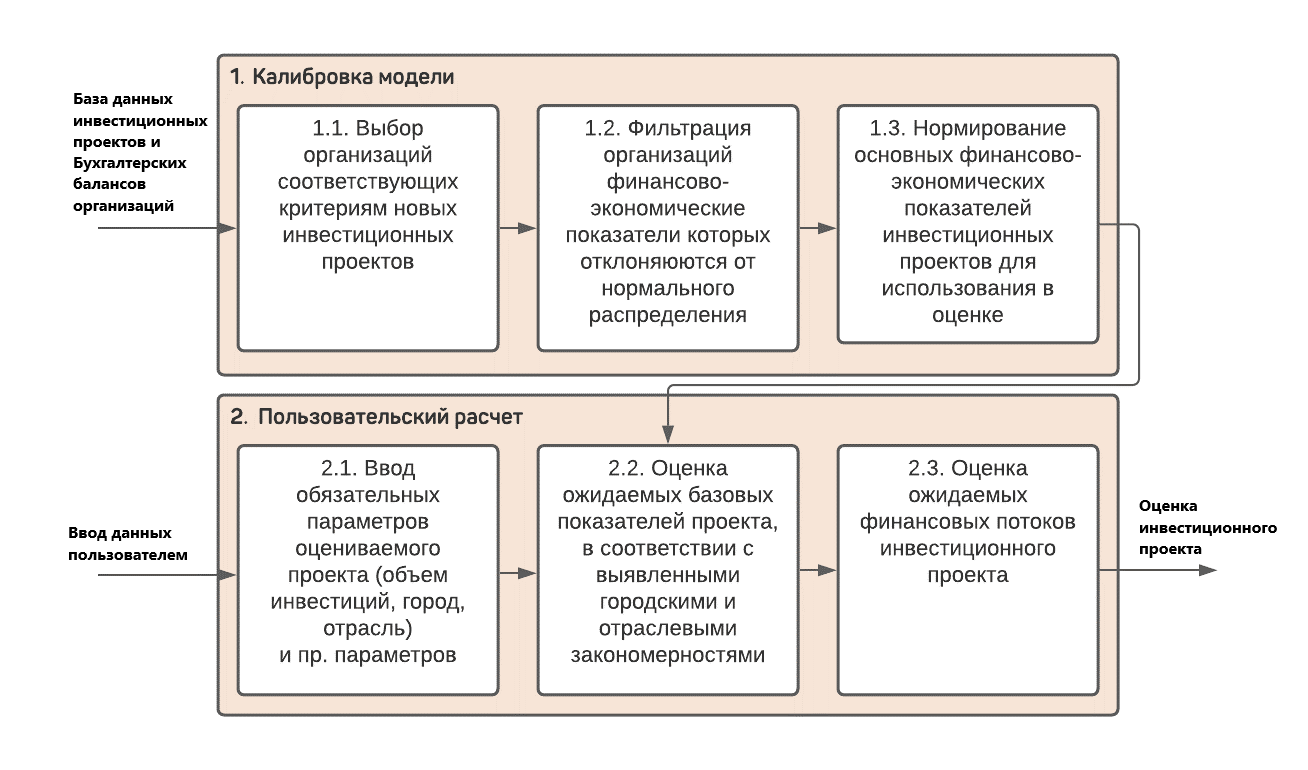 1. Калибровка модели
База данных
инвестиционных
проектов и
Бухгалтерских
балансов
организаций
1.1. Выбор
организаций
соответствующих
критериям новых
инвестиционных
проектов
1.2. Фильтрация
организаций
финансово-
экономические
показатели которых
отклоняюются от
нормального
распределения
1.3. Нормирование
основных финансово-
экономических
показателей
инвестиционных
проектов для
использования в
оценке
2. Пользовательский расчет
Ввод данных
пользователем
2.1. Ввод
обязательных
параметров
оцениваемого
проекта (объем
инвестиций, город,
отрасль)
и пр. параметров
2.2. Оценка
ожидаемых базовых
показателей проекта,
в соответствии с
выявленными
городскими и
отраслевыми
закономерностями
2.3. Оценка
ожидаемых
финансовых потоков
инвестиционного
проекта
Оценка
инвестиционного
проекта